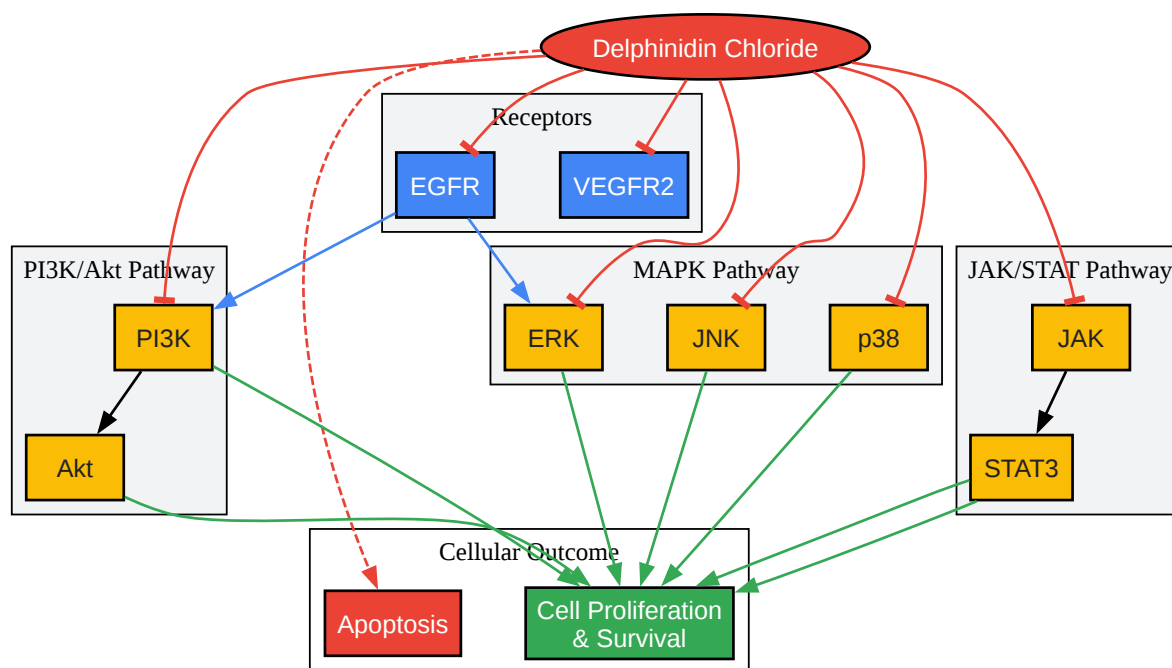 Delphinidin Chloride
Receptors
EGFR
VEGFR2
PI3K/Akt Pathway
MAPK Pathway
JAK/STAT Pathway
PI3K
ERK
JNK
p38
JAK
Akt
STAT3
Cellular Outcome
Apoptosis
Cell Proliferation
& Survival